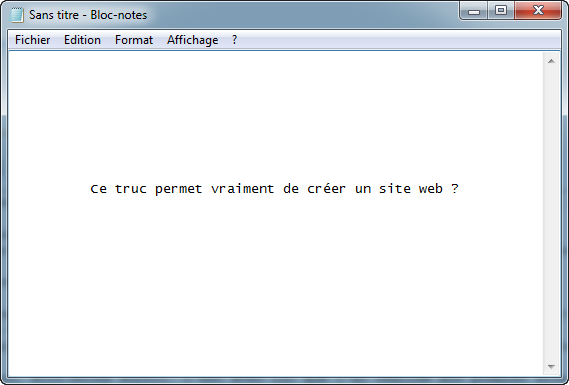 Sans titre - Bloc-notes
Fichier Edition Format Affichage ?
Ce truc permet vraiment de créer un site web ?